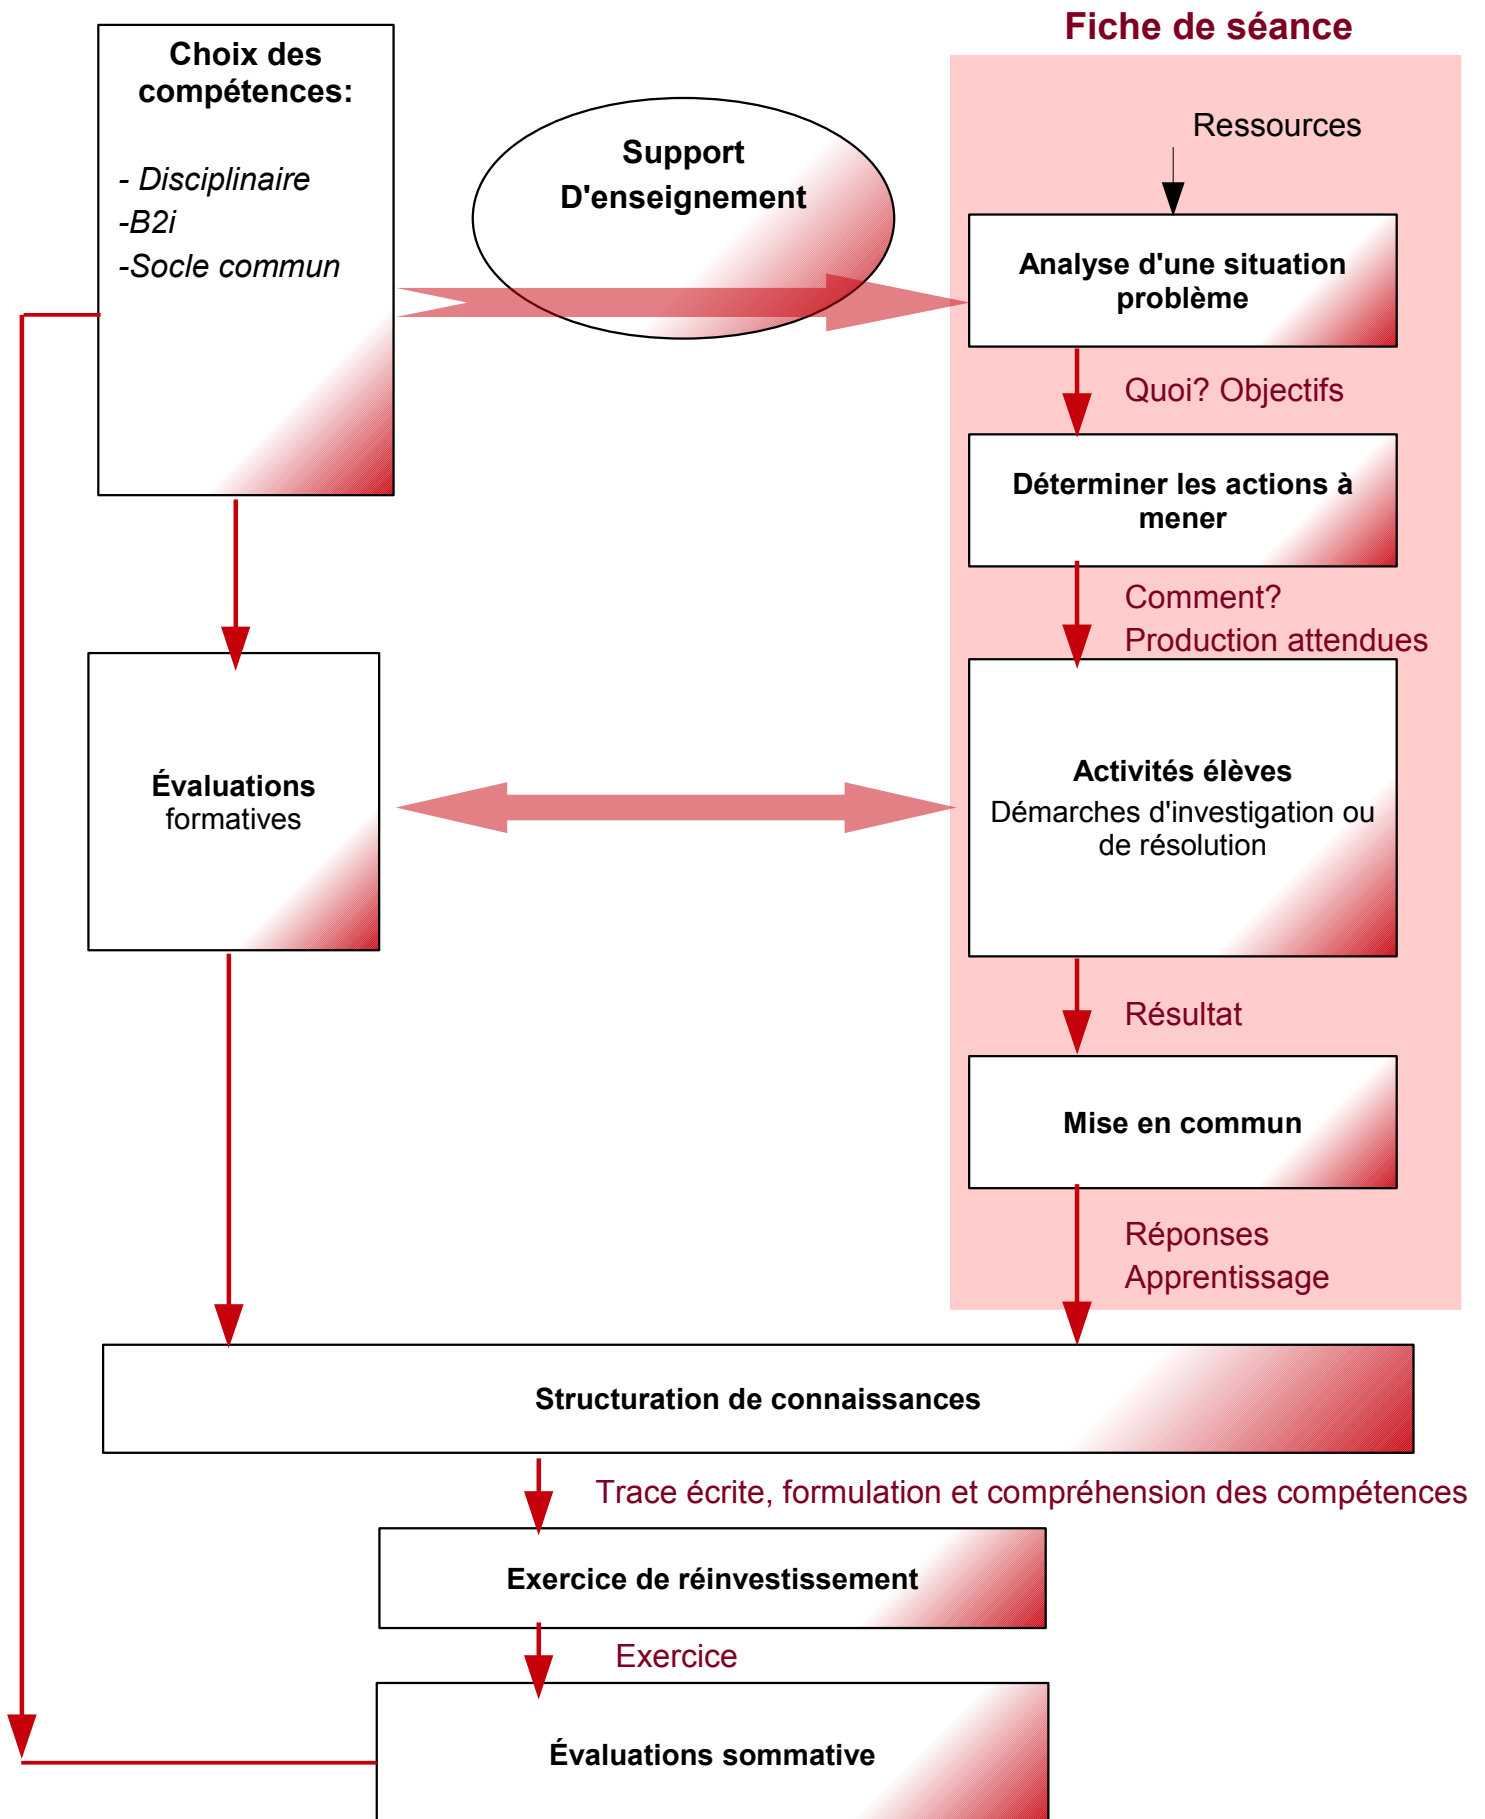 Fiche de séance
Choix des
compétences:
- Disciplinaire
-B2i
-Socle commun
Support
D'enseignement
Ressources
Analyse d'une situation
problème
Quoi? Objectifs
Déterminer les actions à
mener
Comment?
Production attendues
Évaluations
formatives
Activités élèves
Démarches d'investigation ou
de résolution
Résultat
Mise en commun
Réponses
Apprentissage
Structuration de connaissances
Trace écrite, formulation et compréhension des compétences
Exercice de réinvestissement
Exercice
Évaluations sommative